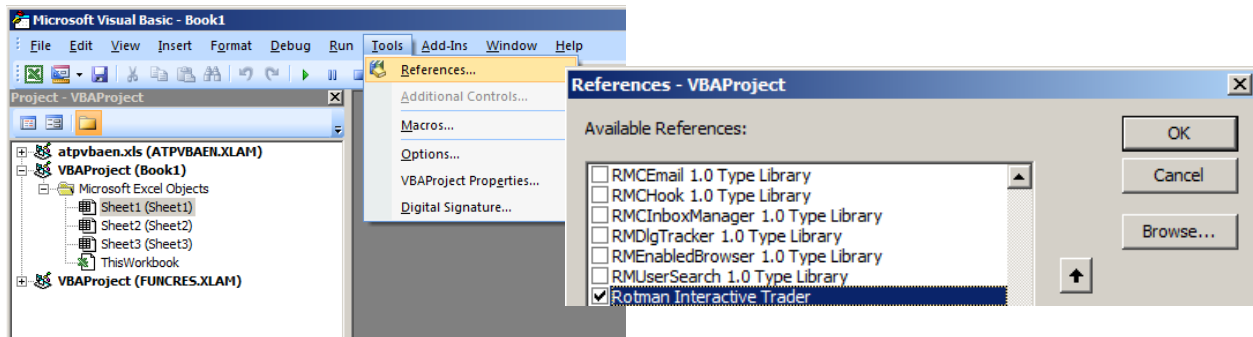 Microsoft Visual Basic - Book1
File Edit View Insert Format Debug Run Tools Add-Ins Window Help
Project - VBAProject
atpvbaen.xls (ATPVBAEN.XLAM)
VBAProject (Book1)
Microsoft Excel Objects
Sheet1 (Sheet1)
Sheet2 (Sheet2)
Sheet3 (Sheet3)
ThisWorkbook
VBAProject (FUNCRES.XLAM)
References...
Additional Controls...
Macros...
Options...
VBAProject Properties...
Digital Signature...
References - VBAProject
Available References:
RMCEmail 1.0 Type Library
RMCHook 1.0 Type Library
RMCInboxManager 1.0 Type Library
RMDlgTracker 1.0 Type Library
RMEnabledBrowser 1.0 Type Library
RMUserSearch 1.0 Type Library
Rotman Interactive Trader
OK
Cancel
Browse...